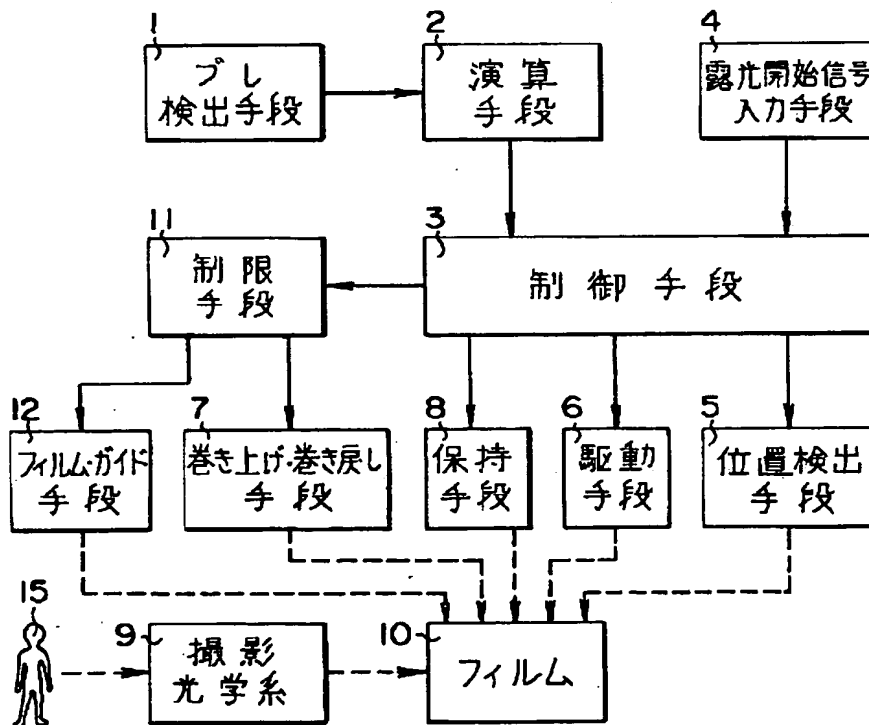 1
ブレ
検出手段
2
演算
手段
4
露光開始信号
入力手段
11
制限
手段
3
制御手段
12
フィルム・ガイド
手段
7
巻き上げ・巻き戻し
手段
8
保持
手段
6
駆動
手段
5
位置検出
手段
15
9
撮影
光学系
10
フィルム